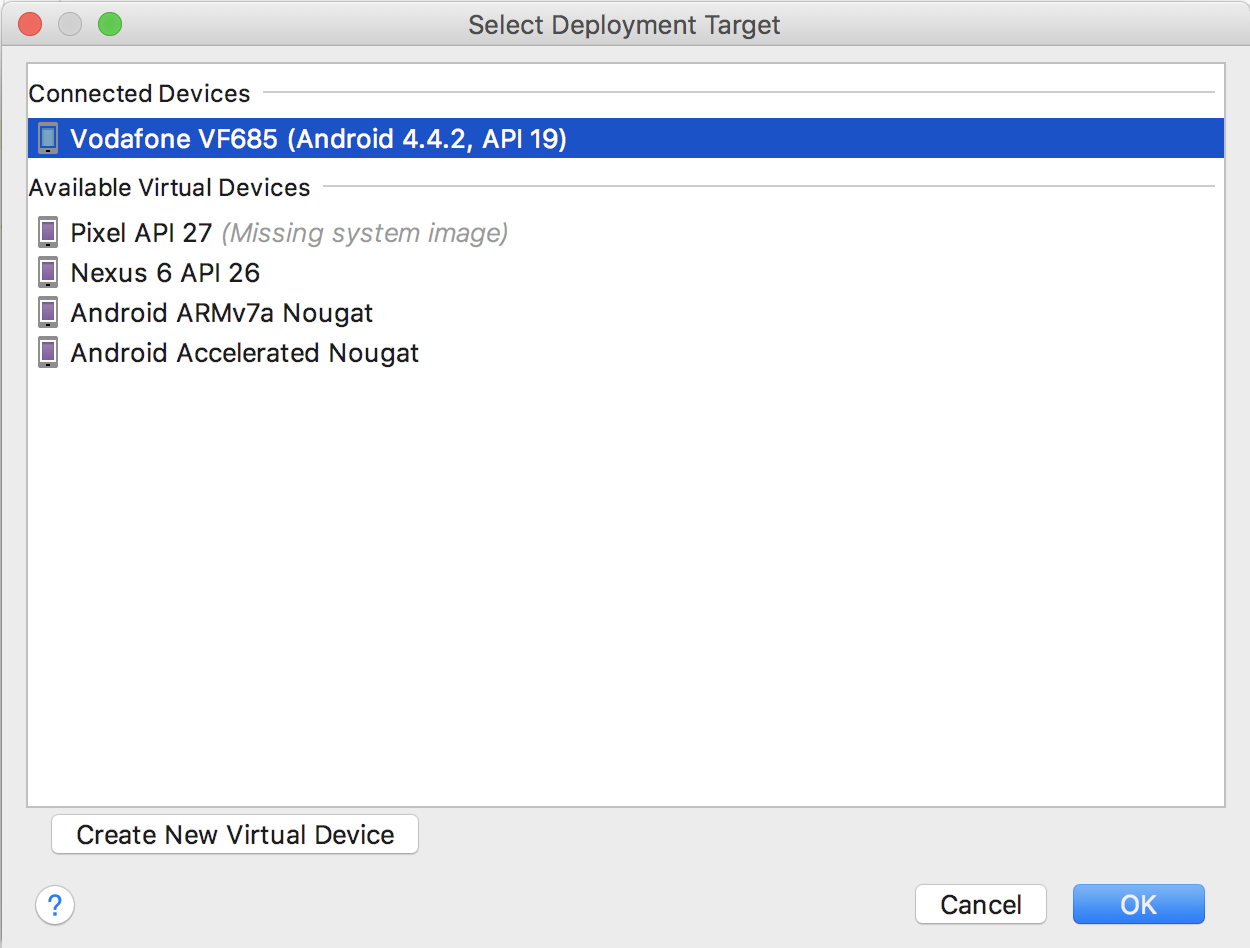 Select Deployment Target
Connected Devices
Vodafone VF685 (Android 4.4.2, API 19)
Available Virtual Devices
Pixel API 27 (Missing system image)
Nexus 6 API 26
Android ARMv7a Nougat
Android Accelerated Nougat
Create New Virtual Device
? Cancel OK